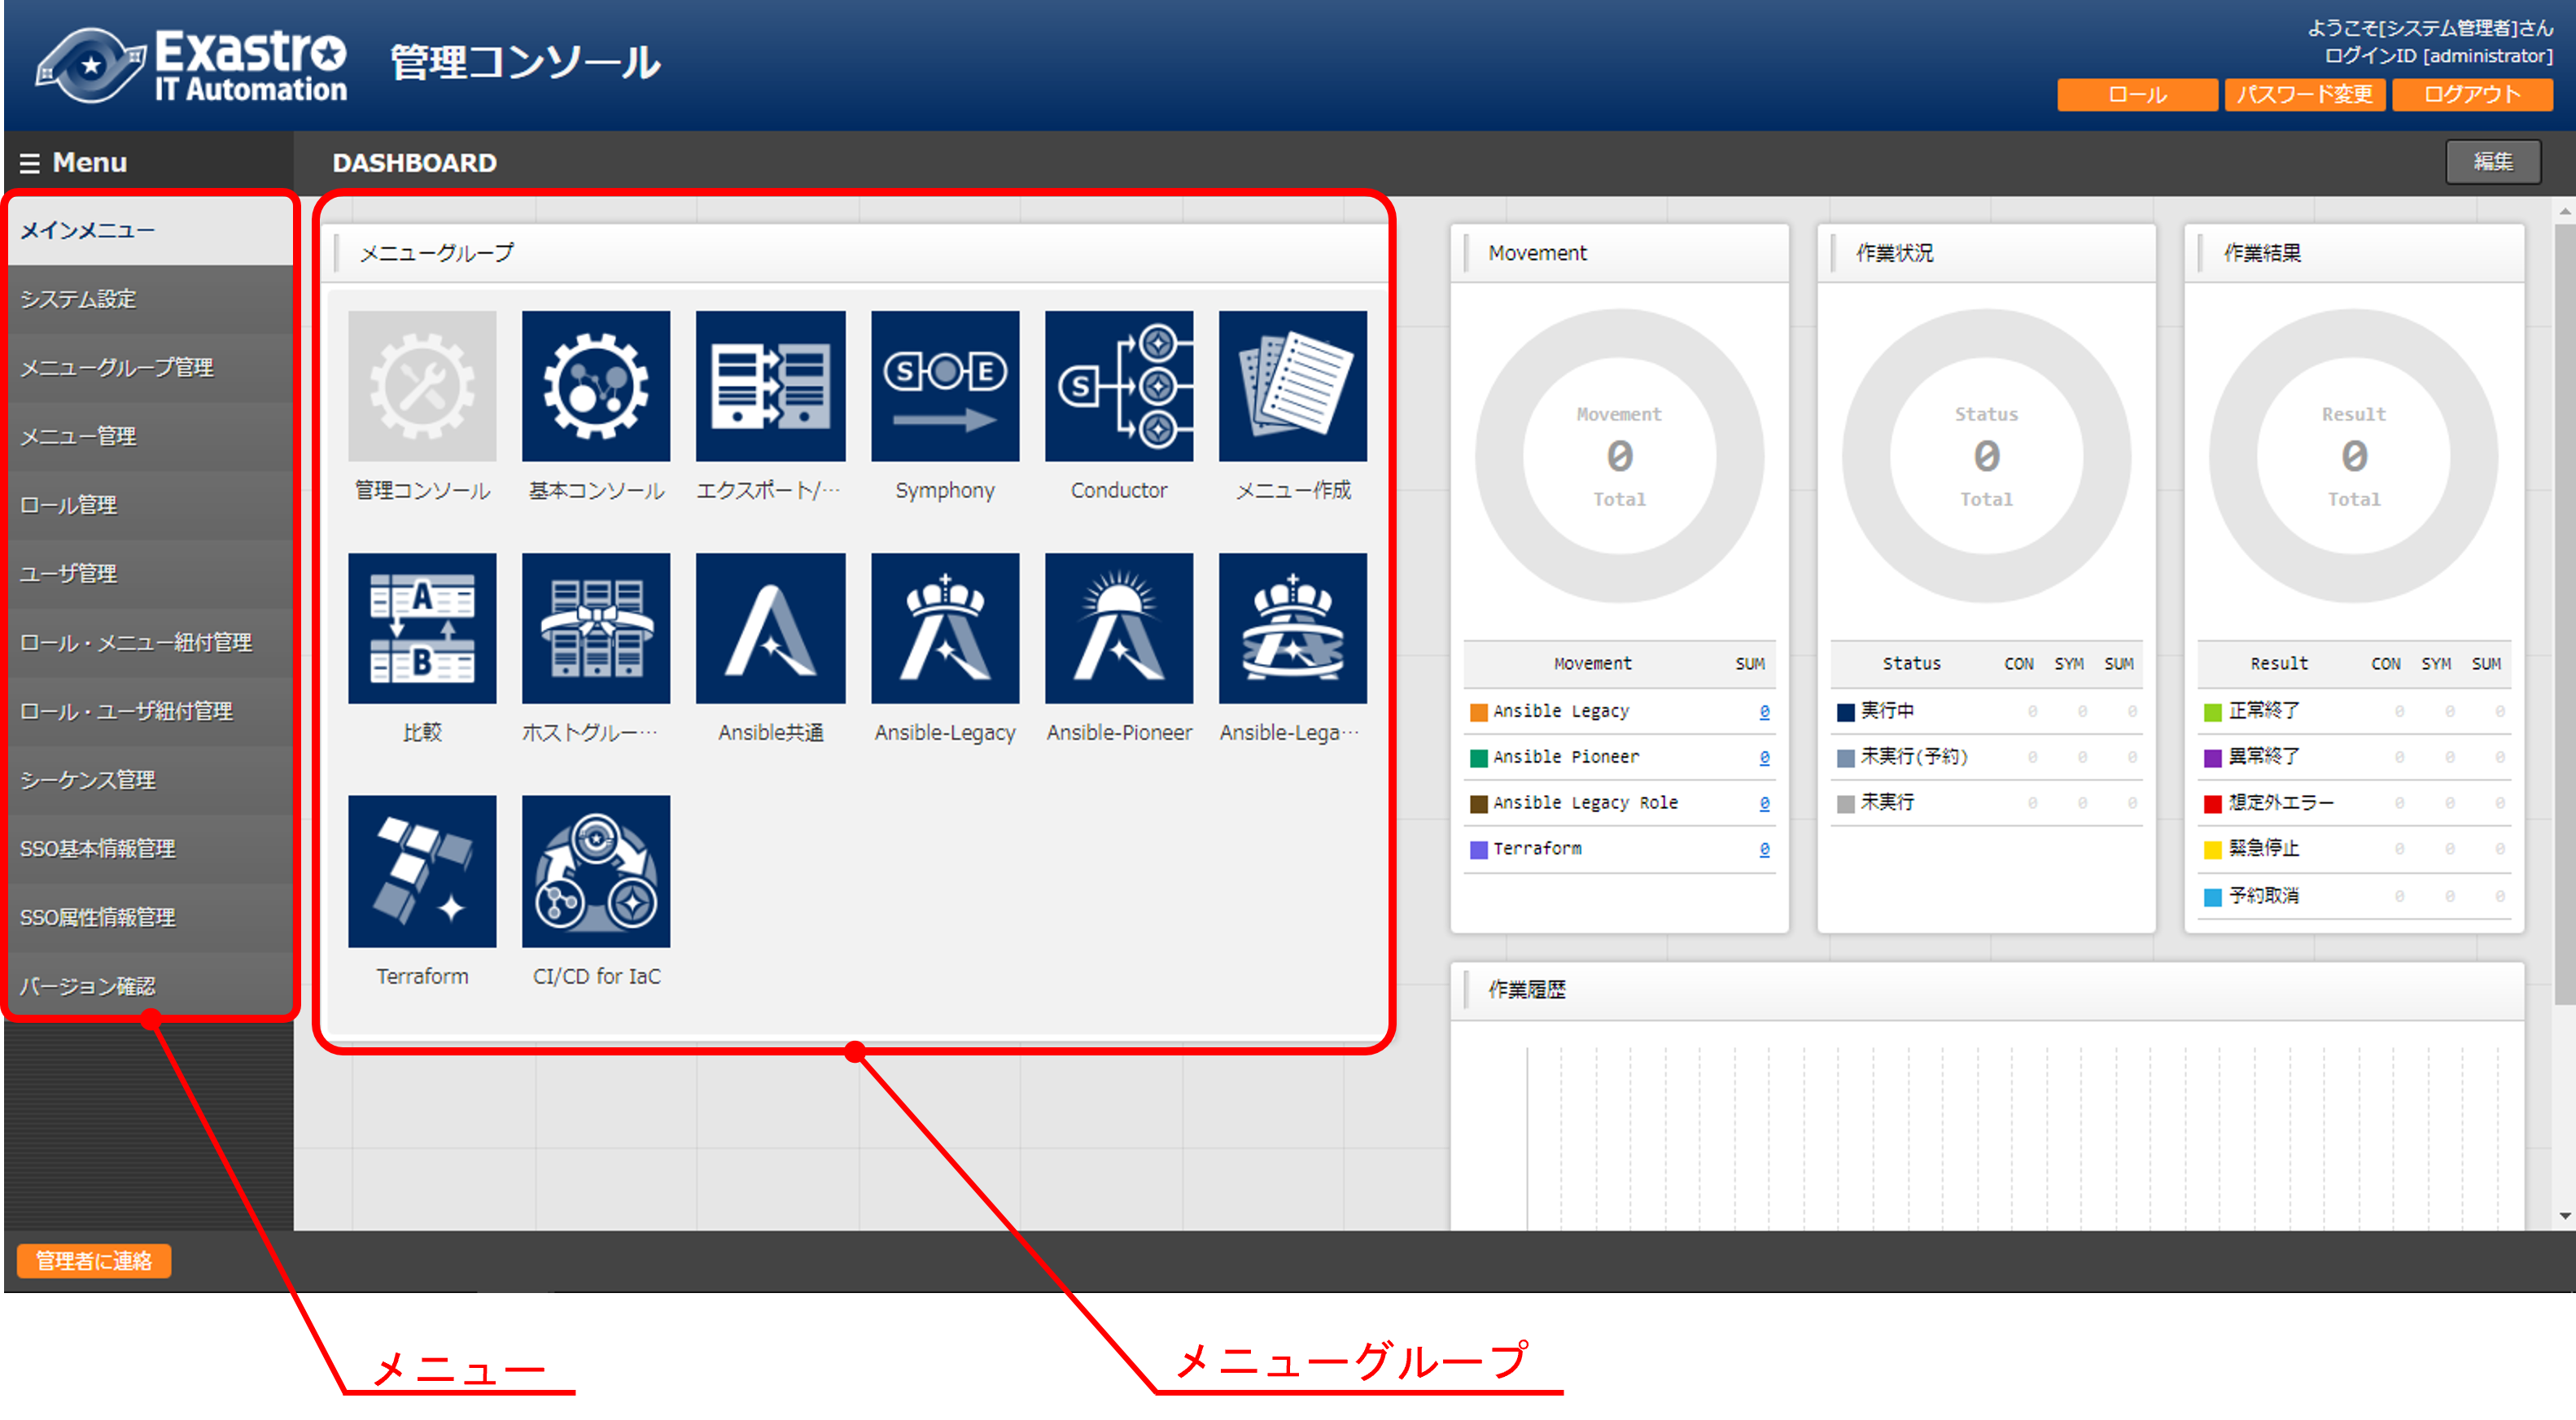 Exastro
IT Automation
管理コンソール
ようこそ[システム管理者]さん
ログインID [administrator]
ロール
パスワード変更
ログアウト
Menu
DASHBOARD
編集
メインメニュー
システム設定
メニューグループ管理
メニュー管理
ロール管理
ユーザ管理
ロール・メニュー紐付管理
ロール・ユーザ紐付管理
シーケンス管理
SSO基本情報管理
SSO属性情報管理
バージョン確認
メニューグループ
S
S O E
A
B
管理コンソール
基本コンソール
エクスポート/…
Symphony
Conductor
メニュー作成
比較
ホストグルー…
Ansible共通
Ansible-Legacy
Ansible-Pioneer
Ansible-Lega…
Terraform
CI/CD for IaC
Movement
Movement
0
Total
Movement SUM
Ansible Legacy 0
Ansible Pioneer 0
Ansible Legacy Role 0
Terraform 0
作業状況
Status
0
Total
Status CON SYM SUM
実行中 0 0 0
未実行(予約) 0 0 0
未実行 0 0 0
作業結果
Result
0
Total
Result CON SYM SUM
正常終了 0 0 0
異常終了 0 0 0
想定外エラー 0 0 0
緊急停止 0 0 0
予約取消 0 0 0
作業履歴
管理者に連絡
メニュー
メニューグループ